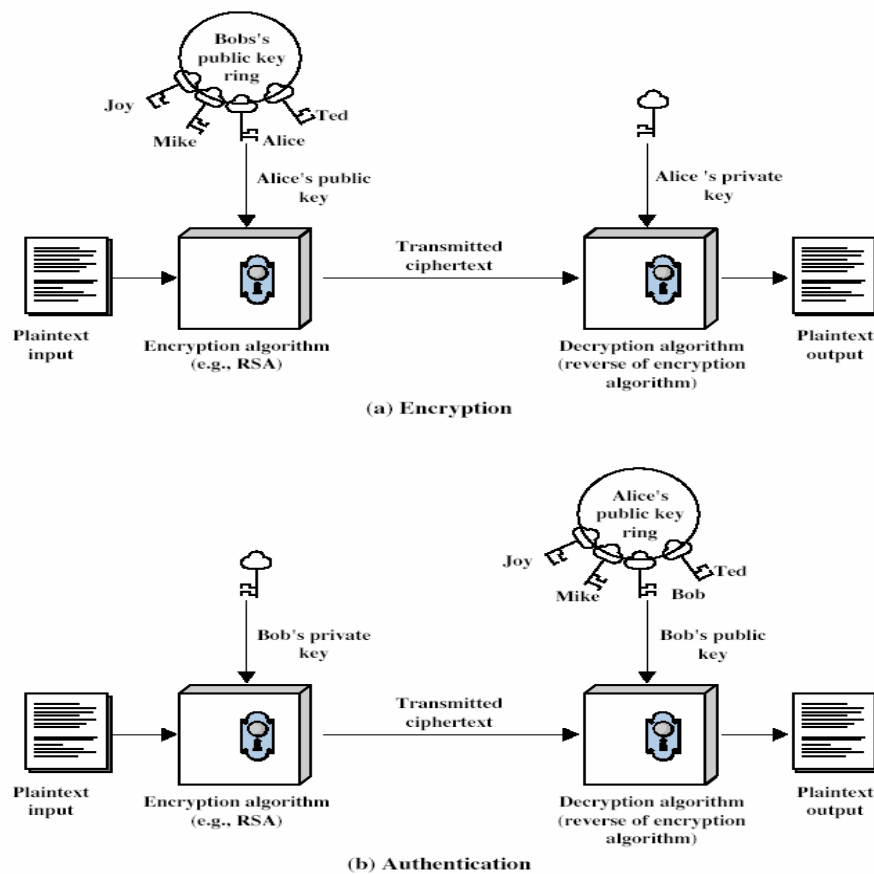 Bobs's
public key
ring
Joy
Ted
Mike
Alice
Alice's public
key
Alice 's private
key
Transmitted
ciphertext
Plaintext
input
Encryption algorithm
(e.g., RSA)
Decryption algorithm
(reverse of encryption
algorithm)
Plaintext
output
(a) Encryption
Alice's
public key
ring
Joy
Ted
Mike
Bob
Bob's private
key
Bob's public
key
Transmitted
ciphertext
Plaintext
input
Encryption algorithm
(e.g., RSA)
Decryption algorithm
(reverse of encryption
algorithm)
Plaintext
output
(b) Authentication